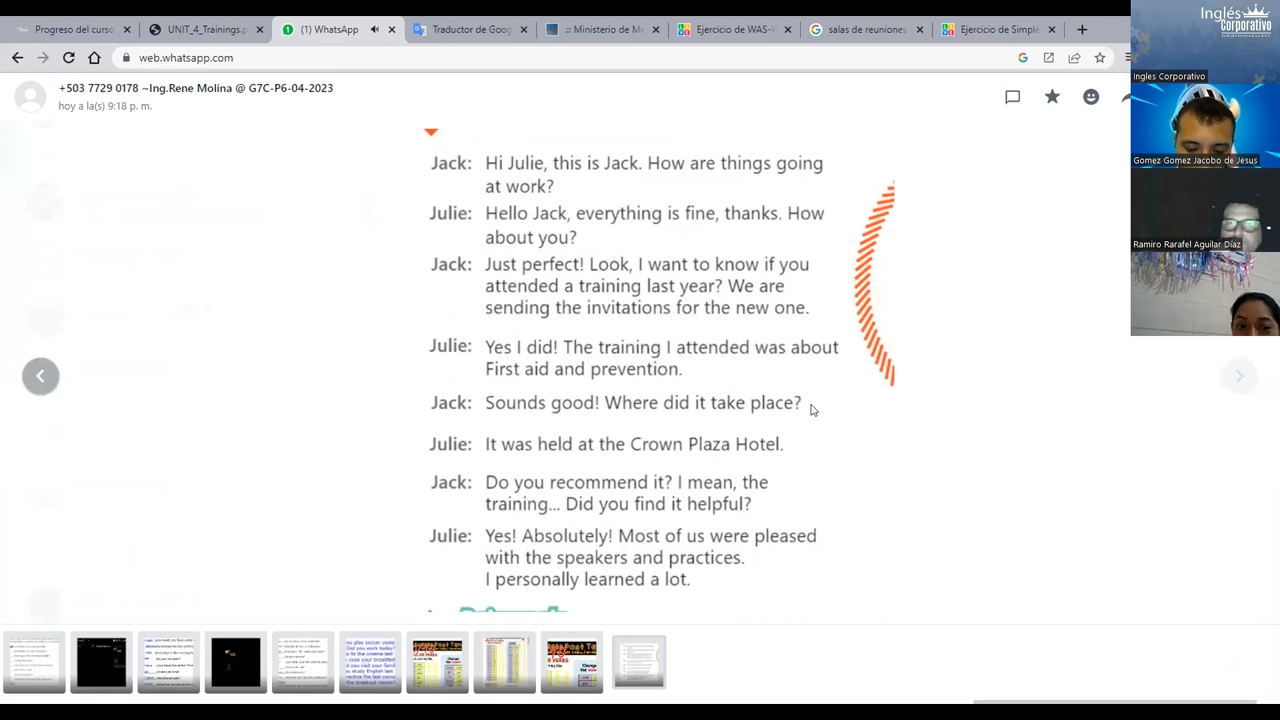 Progreso del curso
UNIT_4_Trainings (
(1) WhatsApp
Traductor de Goog
:: Ministerio de Me
Ejercicio de WAS-W
salas de reuniones
Ejercicio de Simple
Inglés
Corporativo
web.whatsapp.com
Ingles Corporativo
+503 7729 0178 ~Ing.Rene Molina @ G7C-P6-04-2023
hoy a la(s) 9:18 p. m.
Gomez Gomez Jacobo de Jesus
Ramiro Rarafel Aguilar Diaz
Jack: Hi Julie, this is Jack. How are things going
at work?
Julie: Hello Jack, everything is fine, thanks. How
about you?
Jack: Just perfect! Look, I want to know if you
attended a training last year? We are
sending the invitations for the new one.
Julie: Yes I did! The training I attended was about
First aid and prevention.
Jack: Sounds good! Where did it take place?
Julie: It was held at the Crown Plaza Hotel.
Jack: Do you recommend it? I mean, the
training... Did you find it helpful?
Julie: Yes! Absolutely! Most of us were pleased
with the speakers and practices.
I personally learned a lot.